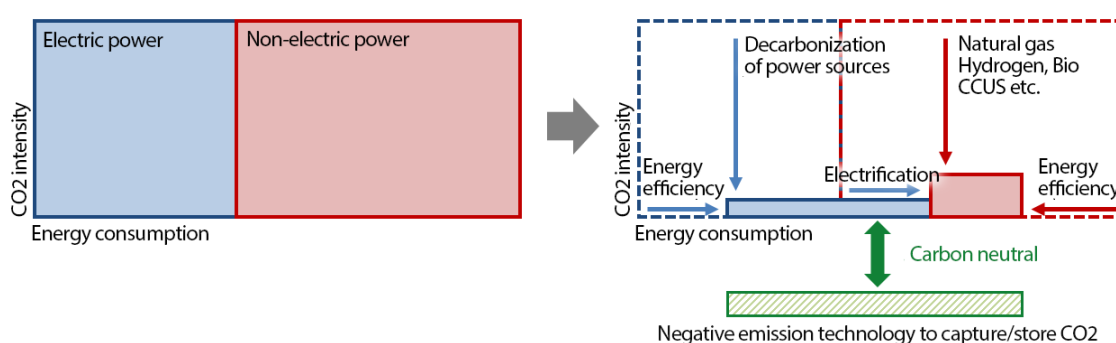 Electric power
Non-electric power
CO2 intensity
Energy consumption
Decarbonization
of power sources
Natural gas
Hydrogen, Bio
CCUS etc.
CO2 intensity
Energy
efficiency
Electrification
Energy
efficiency
Energy consumption
Carbon neutral
Negative emission technology to capture/store CO2